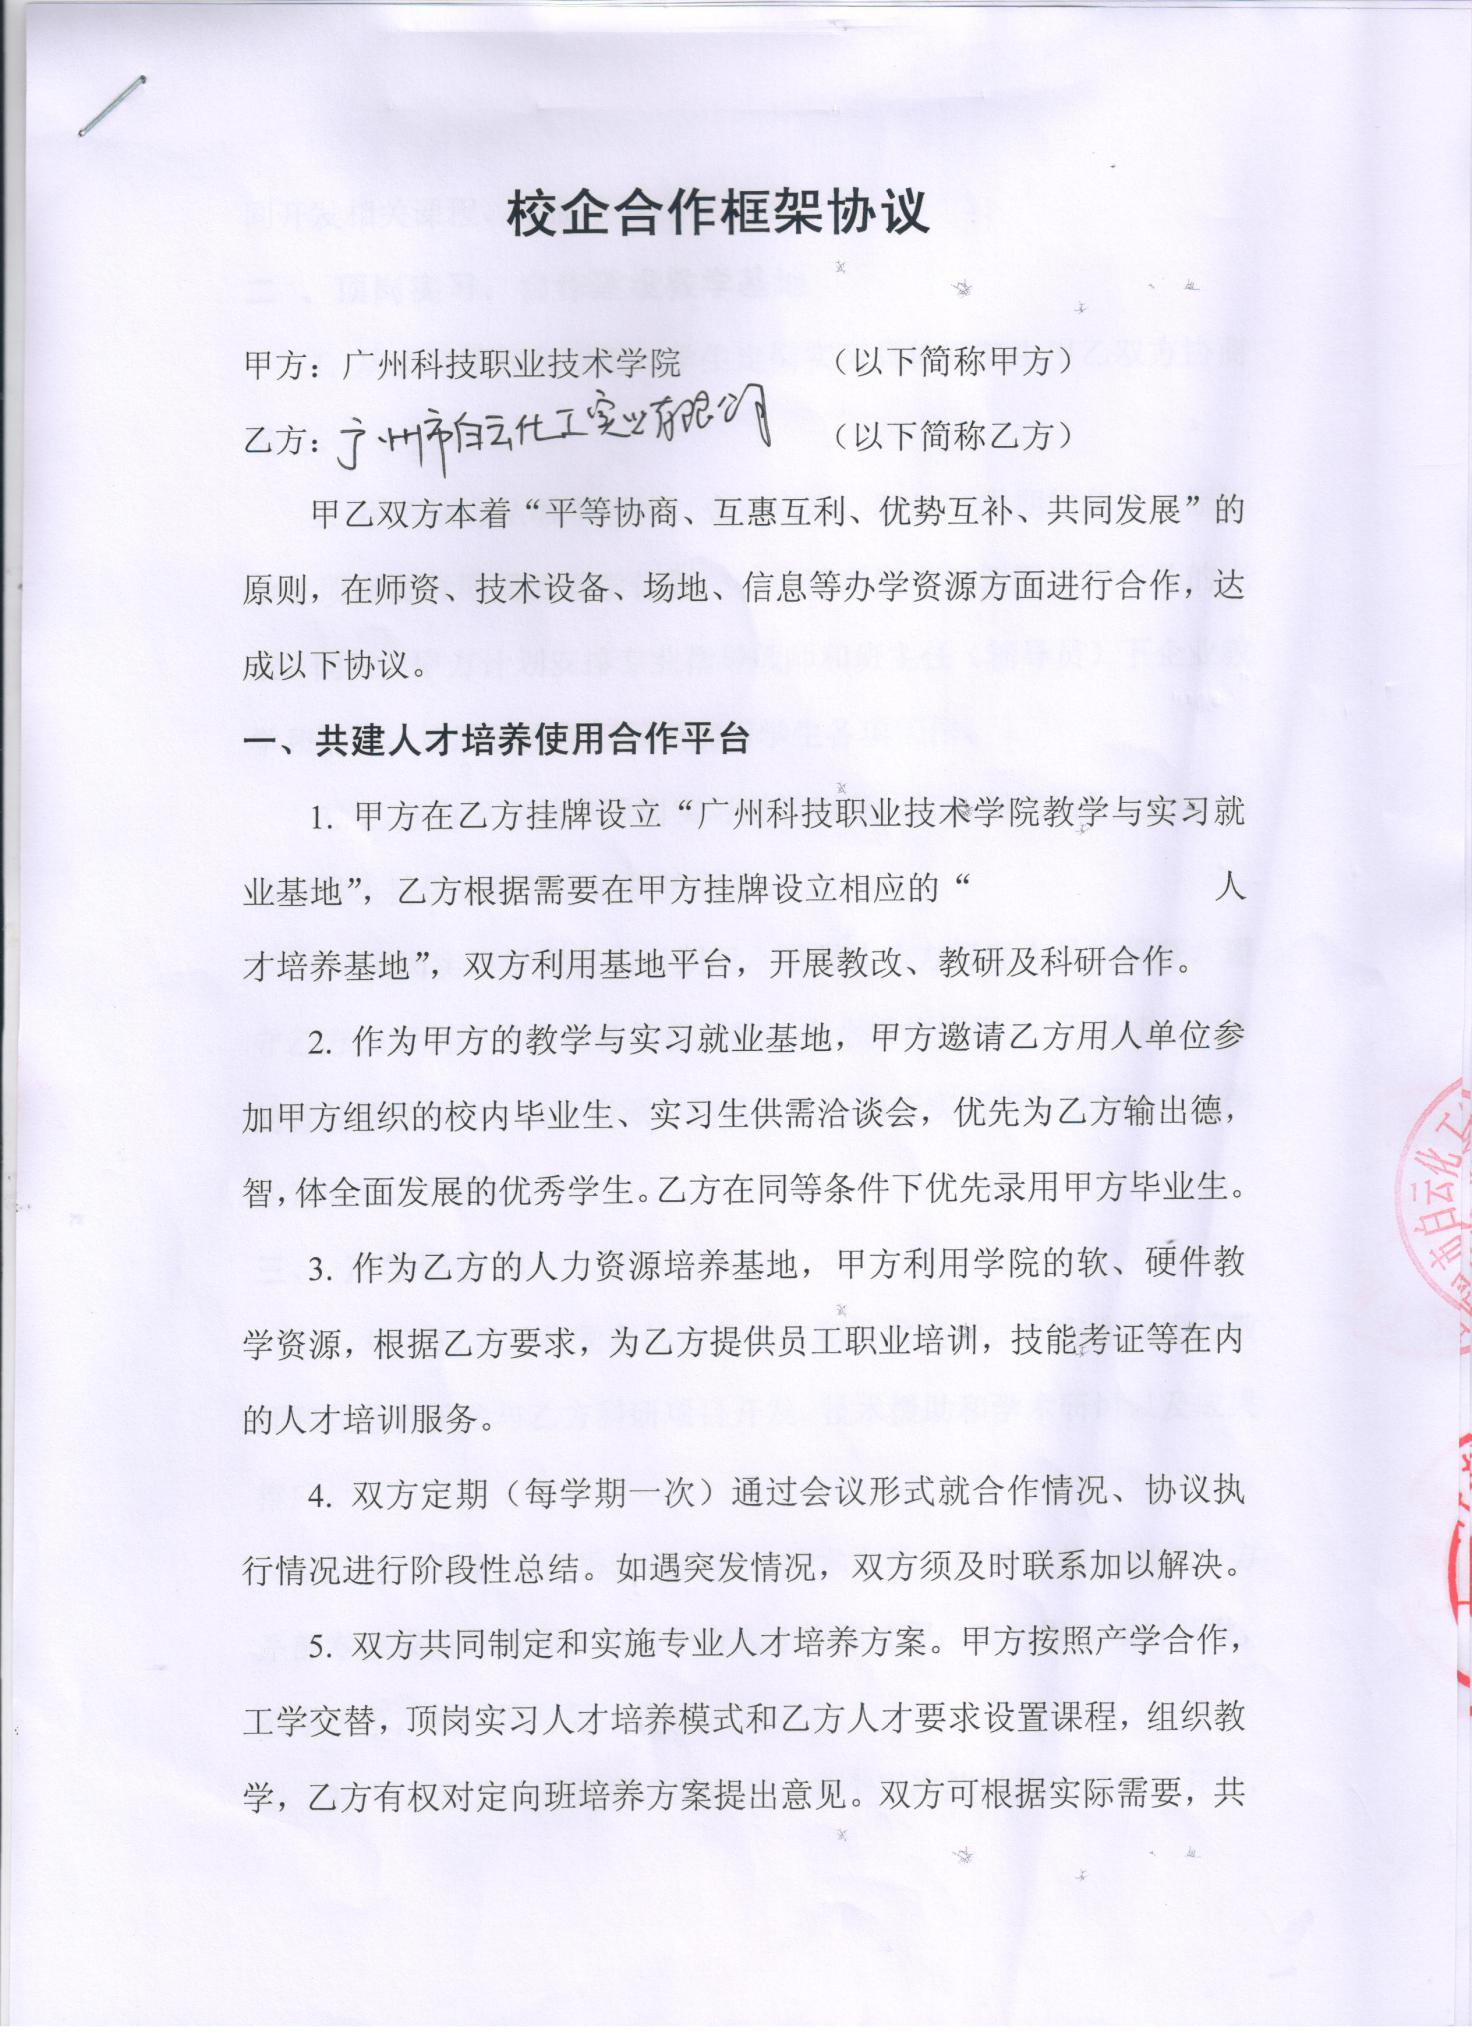 校企合作框架协议
甲方：广州科技职业技术学院 （以下简称甲方）
乙方：广州市白云化工实业有限公司 （以下简称乙方）
甲乙双方本着“平等协商、互惠互利、优势互补、共同发展”的
原则，在师资、技术设备、场地、信息等办学资源方面进行合作，达
成以下协议。
一、共建人才培养使用合作平台
1. 甲方在乙方挂牌设立“广州科技职业技术学院教学与实习就
业基地”，乙方根据需要在甲方挂牌设立相应的“ 人
才培养基地”，双方利用基地平台，开展教改、教研及科研合作。
2. 作为甲方的教学与实习就业基地，甲方邀请乙方用人单位参
加甲方组织的校内毕业生、实习生供需洽谈会，优先为乙方输出德，
智，体全面发展的优秀学生。乙方在同等条件下优先录用甲方毕业生。
3. 作为乙方的人力资源培养基地，甲方利用学院的软、硬件教
学资源，根据乙方要求，为乙方提供员工职业培训，技能考证等在内
的人才培训服务。
4. 双方定期（每学期一次）通过会议形式就合作情况、协议执
行情况进行阶段性总结。如遇突发情况，双方须及时联系加以解决。
5. 双方共同制定和实施专业人才培养方案。甲方按照产学合作，
工学交替，顶岗实习人才培养模式和乙方人才要求设置课程，组织教
学，乙方有权对定向班培养方案提出意见。双方可根据实际需要，共
市白云化工